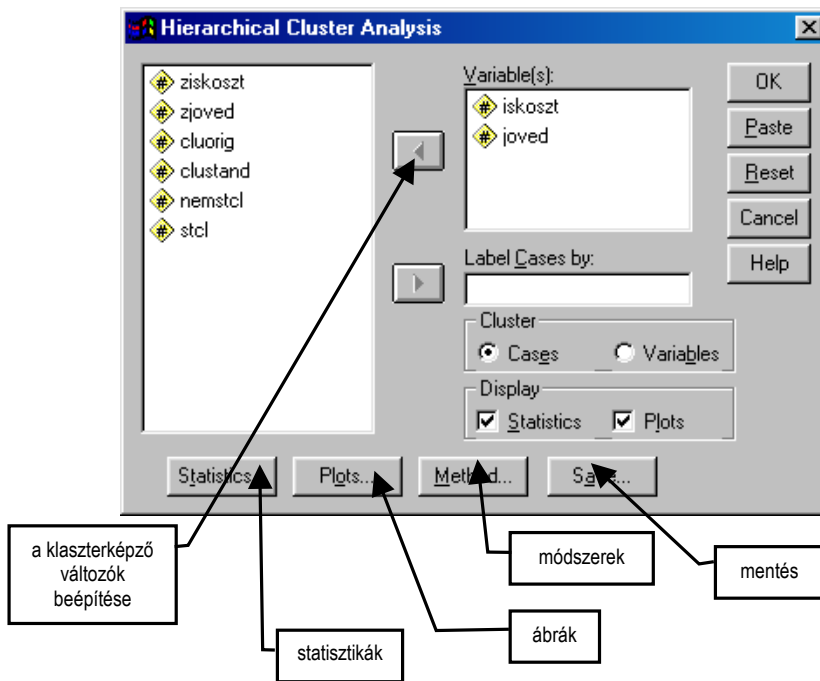 Hierarchical Cluster Analysis
ziskoszt
zjoved
cluorig
clustand
nemstcl
stcl
Variable(s):
iskoszt
joved
OK
Paste
Reset
Cancel
Help
Label Cases by:
Cluster
Cases
Variables
Display
Statistics
Plots
Statistics...
Plots...
Method...
Save...
a klaszterképző
változók
beépítése
statisztikák
ábrák
módszerek
mentés